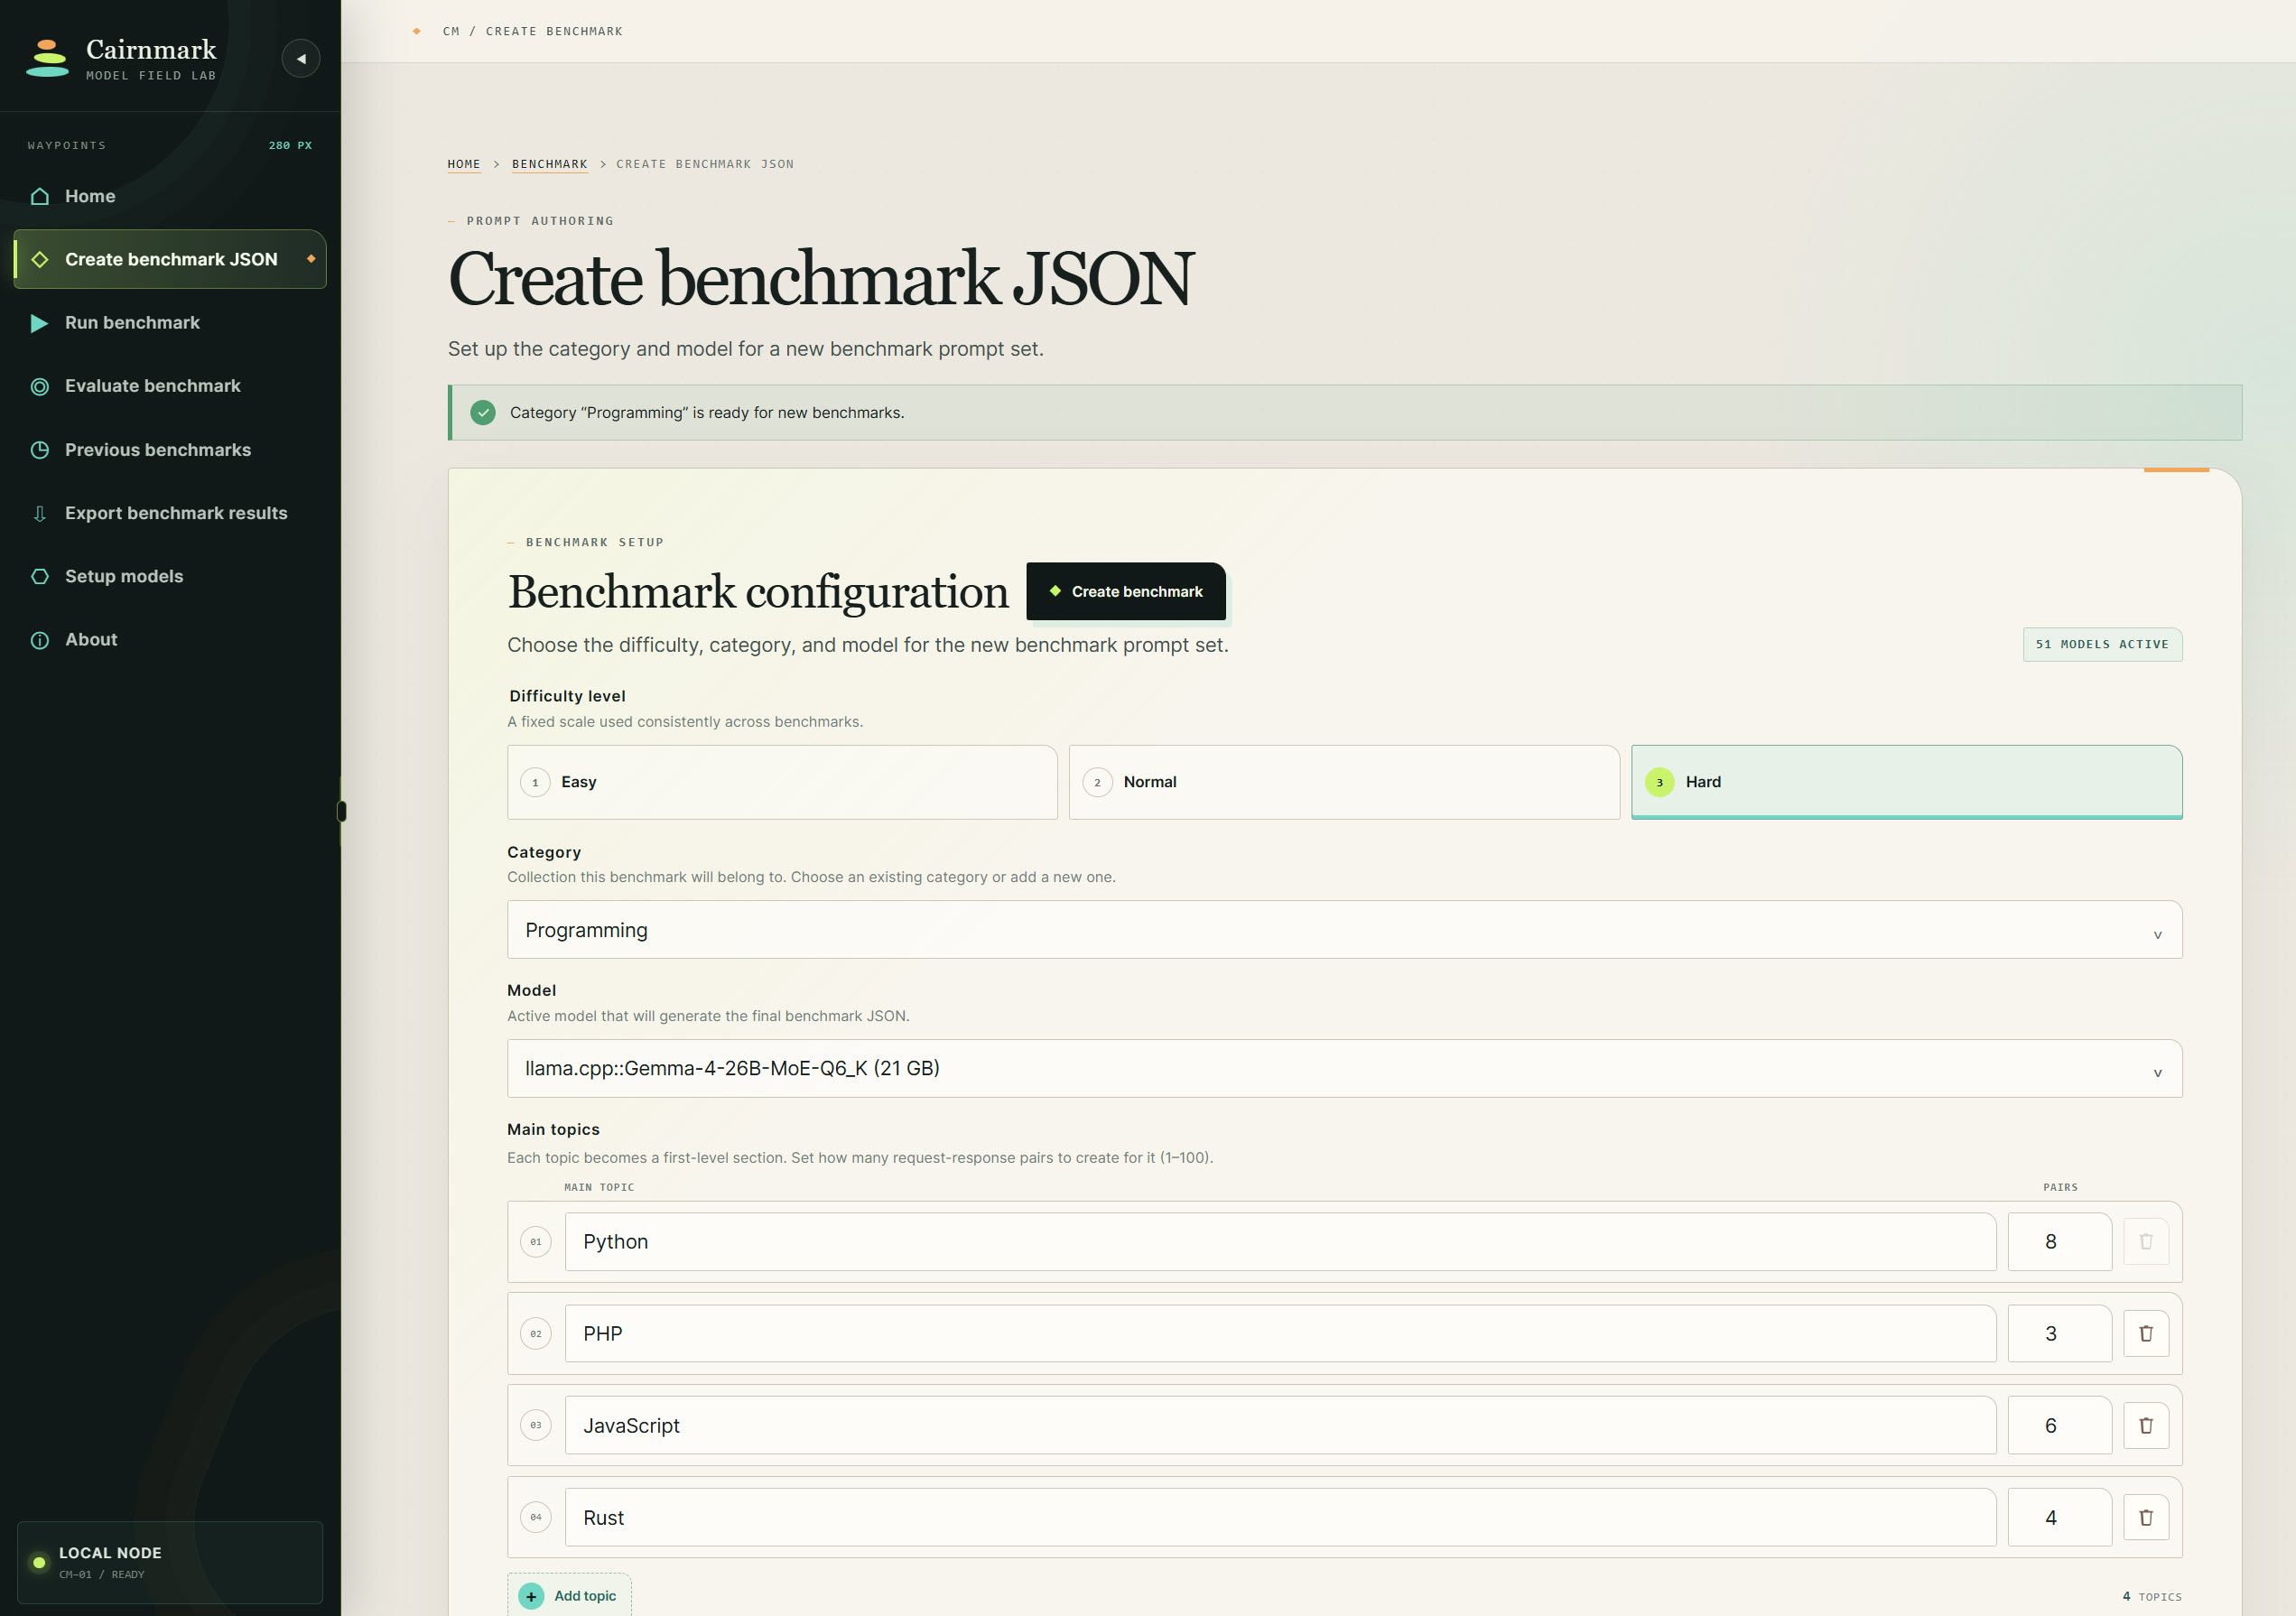 Cairnmark
MODEL FIELD LAB
WAYPOINTS
280 PX
Home
Create benchmark JSON
Run benchmark
Evaluate benchmark
Previous benchmarks
Export benchmark results
Setup models
About
LOCAL NODE
CM-01 / READY
CM / CREATE BENCHMARK
HOME > BENCHMARK > CREATE BENCHMARK JSON
— PROMPT AUTHORING
Create benchmark JSON
Set up the category and model for a new benchmark prompt set.
Category “Programming” is ready for new benchmarks.
— BENCHMARK SETUP
Benchmark configuration
Create benchmark
Choose the difficulty, category, and model for the new benchmark prompt set.
51 MODELS ACTIVE
Difficulty level
A fixed scale used consistently across benchmarks.
1 Easy
2 Normal
3 Hard
Category
Collection this benchmark will belong to. Choose an existing category or add a new one.
Programming
Model
Active model that will generate the final benchmark JSON.
llama.cpp::Gemma-4-26B-MoE-Q6_K (21 GB)
Main topics
Each topic becomes a first-level section. Set how many request-response pairs to create for it (1–100).
MAIN TOPIC PAIRS
01 Python 8
02 PHP 3
03 JavaScript 6
04 Rust 4
+ Add topic
4 TOPICS